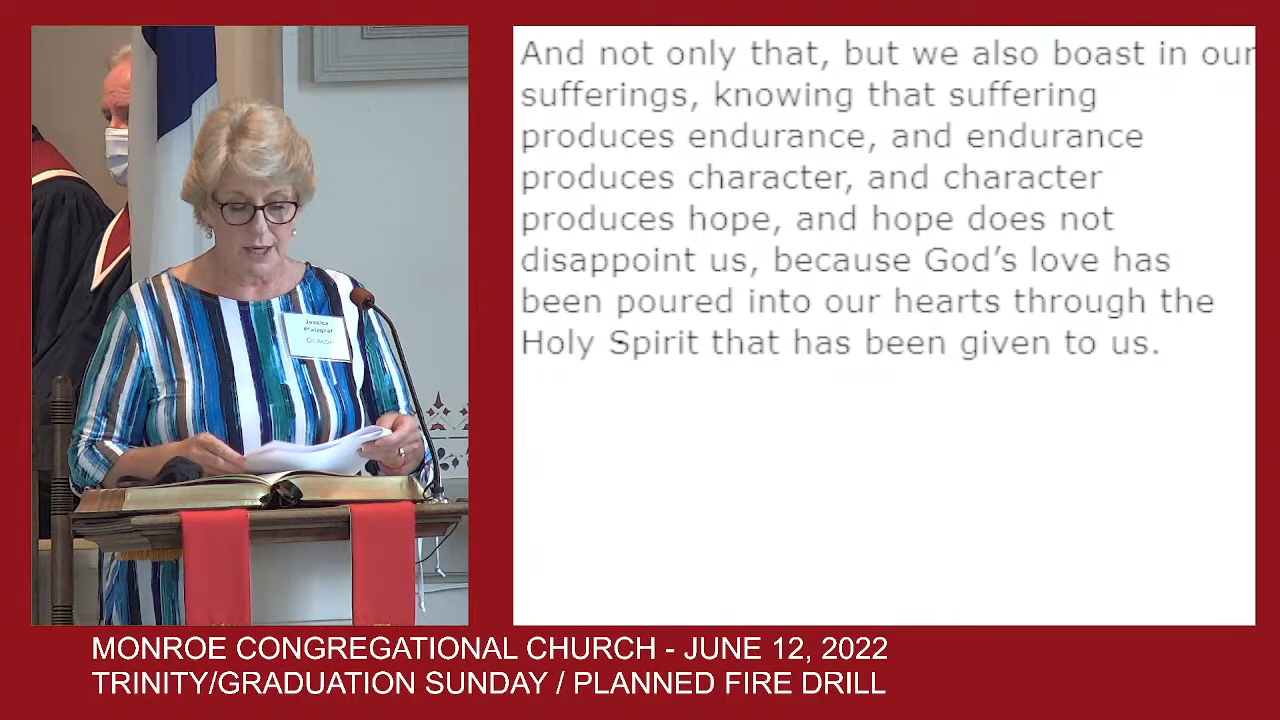 And not only that, but we also boast in our
sufferings, knowing that suffering
produces endurance, and endurance
produces character, and character
produces hope, and hope does not
disappoint us, because God’s love has
been poured into our hearts through the
Holy Spirit that has been given to us.
Jessica
Deacon
MONROE CONGREGATIONAL CHURCH - JUNE 12, 2022
TRINITY/GRADUATION SUNDAY / PLANNED FIRE DRILL